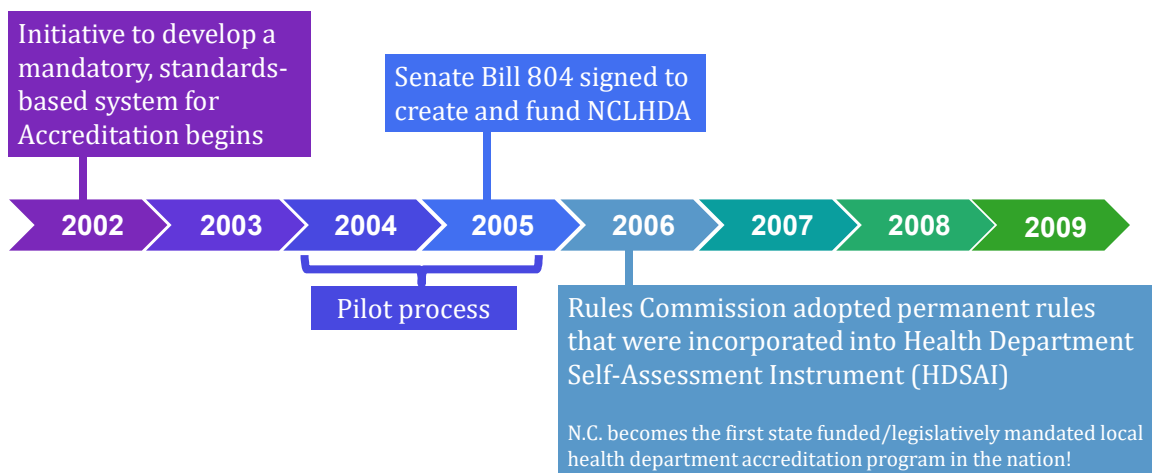 Initiative to develop a
mandatory, standards-
based system for
Accreditation begins
Senate Bill 804 signed to
create and fund NCLHDA
2002
2003
2004
2005
2006
2007
2008
2009
Pilot process
Rules Commission adopted permanent rules
that were incorporated into Health Department
Self-Assessment Instrument (HDSAI)
N.C. becomes the first state funded/legislatively mandated local
health department accreditation program in the nation!